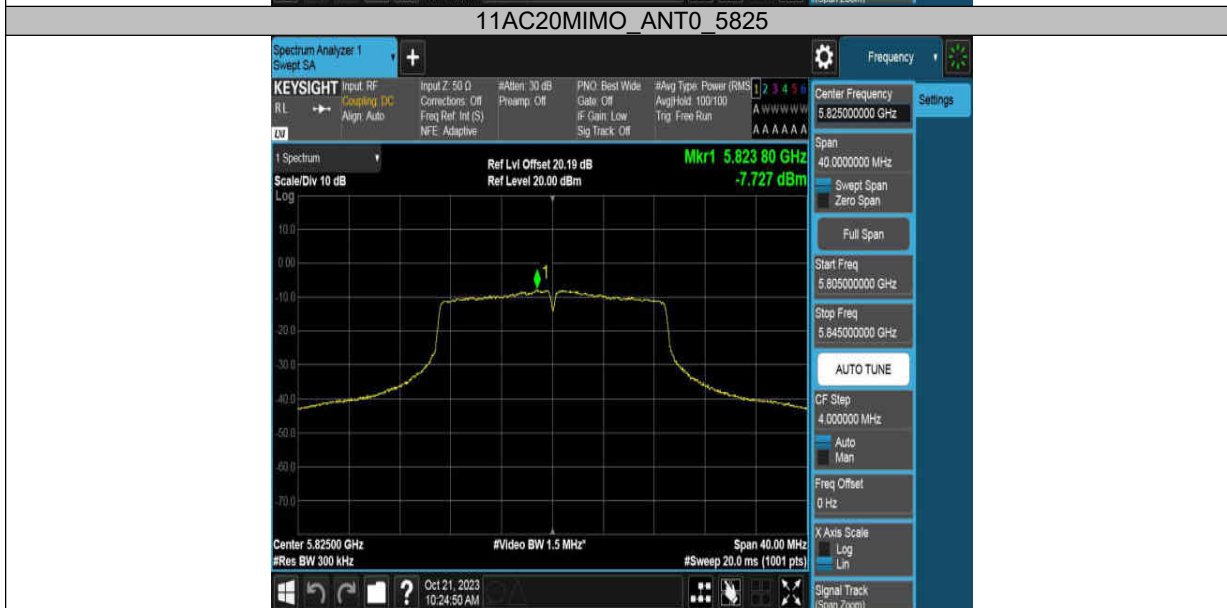 11AC20MIMO_ANT0_5825
Spectrum Analyzer 1
Swept SA
+
Frequency
KEYSIGHT
RL
Input: RF
Coupling: DC
Align: Auto
Input Z: 50 Ω
Corrections: Off
Freq Ref: Int (S)
NFE: Adaptive
#Atten: 30 dB
Preamp: Off
PNO: Best Wide
Gate: Off
IF Gain: Low
Sig Track: Off
#Avg Type: Power (RMS
Avg|Hold: 100/100
Trig: Free Run
1 2 3 4 5 6
A W W W W W
A A A A A A
1 Spectrum
Scale/Div 10 dB
Log
Ref Lvl Offset 20.19 dB
Ref Level 20.00 dBm
Mkr1 5.823 80 GHz
-7.727 dBm
10.0
0.00
-10.0
-20.0
-30.0
-40.0
-50.0
-60.0
-70.0
1
Center 5.82500 GHz
#Res BW 300 kHz
#Video BW 1.5 MHz*
Span 40.00 MHz
#Sweep 20.0 ms (1001 pts)
?
Oct 21, 2023
10:24:50 AM
Center Frequency
5.825000000 GHz
Settings
Span
40.0000000 MHz
Swept Span
Zero Span
Full Span
Start Freq
5.805000000 GHz
Stop Freq
5.845000000 GHz
AUTO TUNE
CF Step
4.000000 MHz
Auto
Man
Freq Offset
0 Hz
X Axis Scale
Log
Lin
Signal Track
(Span Zoom)